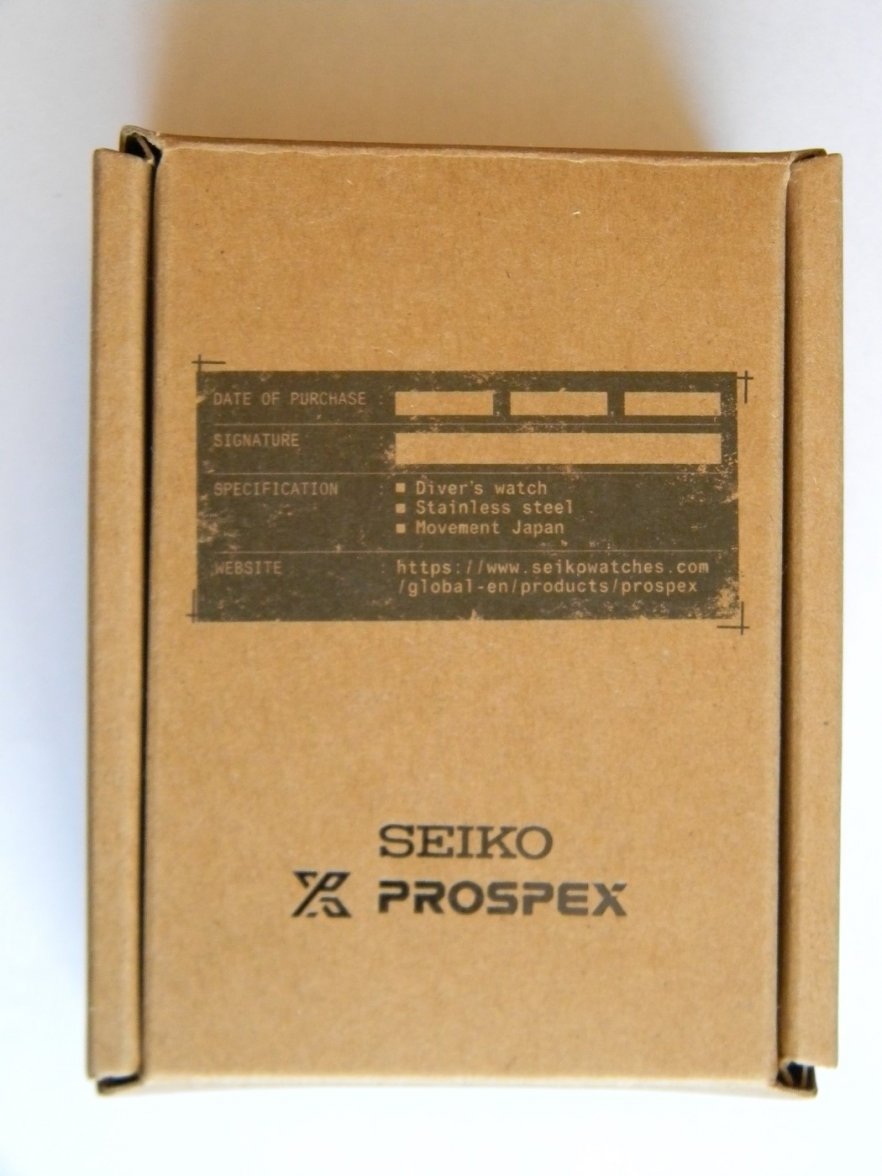 DATE OF PURCHASE :
SIGNATURE :
SPECIFICATION : ■ Diver's watch
■ Stainless steel
■ Movement Japan
WEBSITE : https://www.seikowatches.com
/global-en/products/prospex
SEIKO
PROSPEX